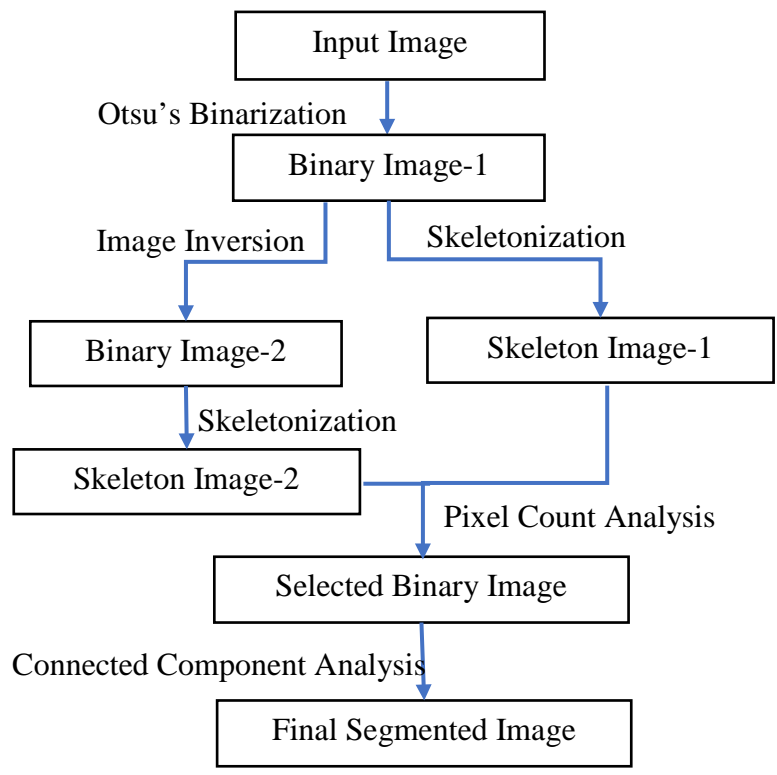 Input Image
Otsu's Binarization
Binary Image-1
Image Inversion
Skeletonization
Binary Image-2
Skeleton Image-1
Skeletonization
Skeleton Image-2
Pixel Count Analysis
Selected Binary Image
Connected Component Analysis
Final Segmented Image